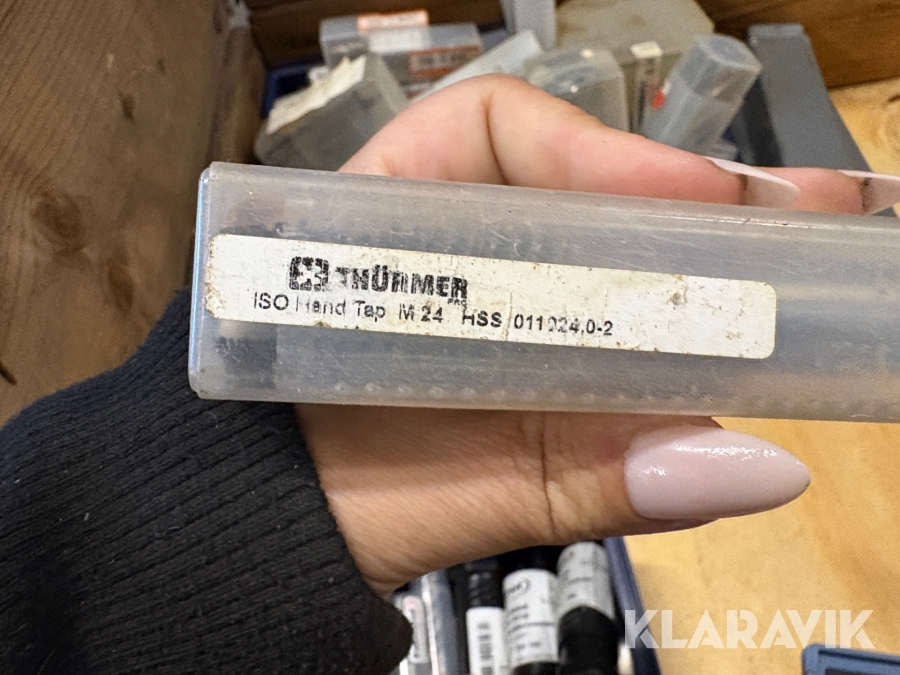 THÜRMER
ISO Hand Tap M 24 HSS 011024,0-2
KLARAVIK